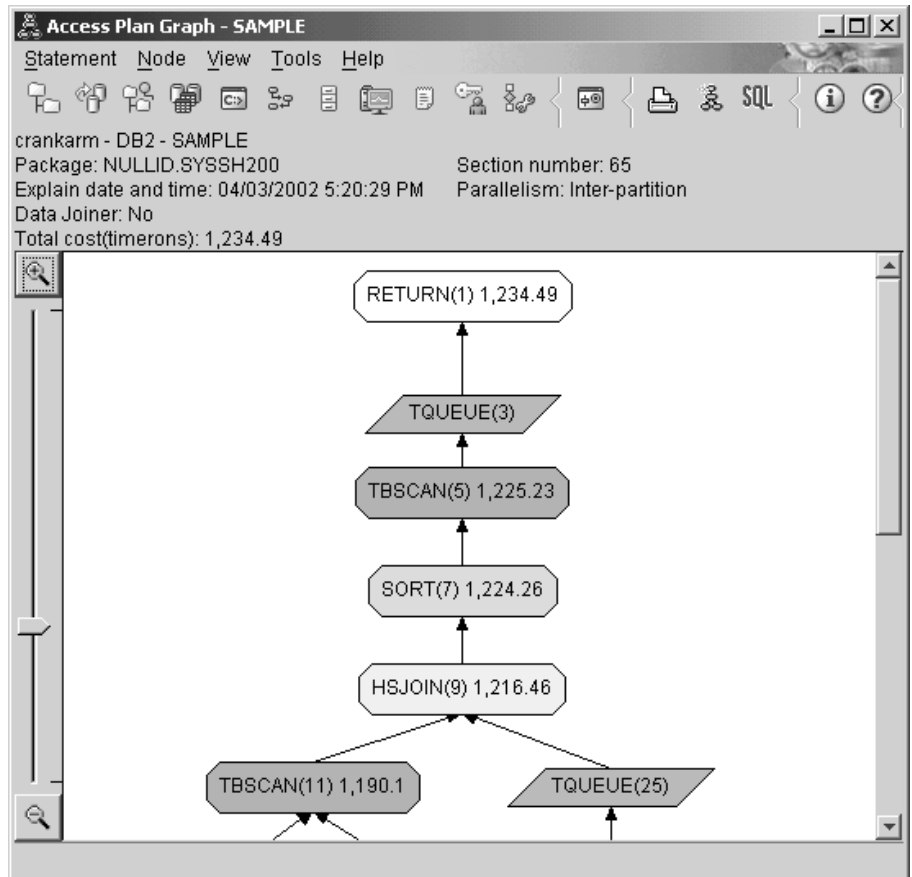 Access Plan Graph - SAMPLE
Statement Node View Tools Help
SQL
crankarm - DB2 - SAMPLE
Package: NULLID.SYSSH200 Section number: 65
Explain date and time: 04/03/2002 5:20:29 PM Parallelism: Inter-partition
Data Joiner: No
Total cost(timerons): 1,234.49
RETURN(1) 1,234.49
TQUEUE(3)
TBSCAN(5) 1,225.23
SORT(7) 1,224.26
HSJOIN(9) 1,216.46
TBSCAN(11) 1,190.1 TQUEUE(25)